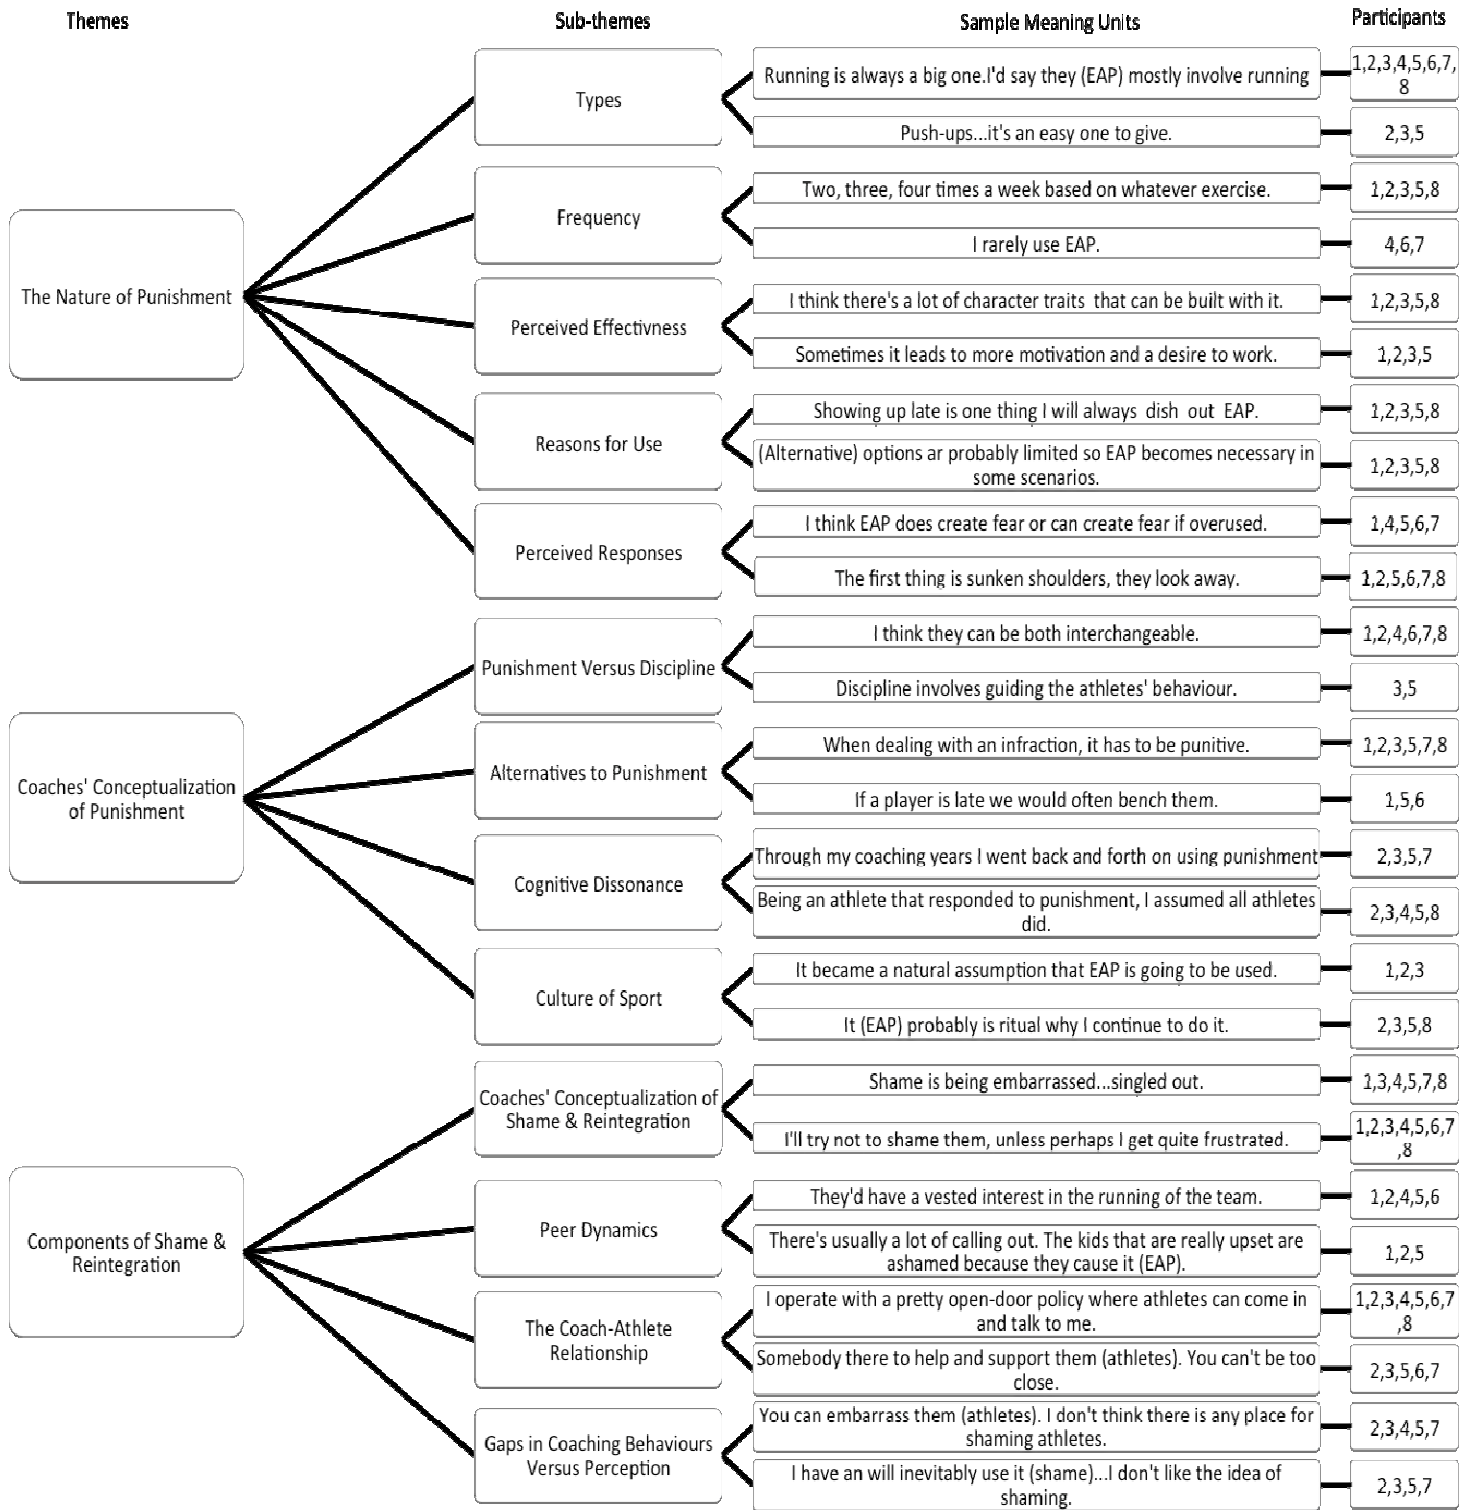 Themes
Sub-themes
Sample Meaning Units
Participants
The Nature of Punishment
Types
Running is always a big one.I'd say they (EAP) mostly involve running
1,2,3,4,5,6,7,
8
Push-ups...it's an easy one to give.
2,3,5
Frequency
Two, three, four times a week based on whatever exercise.
1,2,3,5,8
I rarely use EAP.
4,6,7
Perceived Effectivness
I think there's a lot of character traits that can be built with it.
1,2,3,5,8
Sometimes it leads to more motivation and a desire to work.
1,2,3,5
Reasons for Use
Showing up late is one thing I will always dish out EAP.
1,2,3,5,8
(Alternative) options ar probably limited so EAP becomes necessary in
some scenarios.
1,2,3,5,8
Perceived Responses
I think EAP does create fear or can create fear if overused.
1,4,5,6,7
The first thing is sunken shoulders, they look away.
1,2,5,6,7,8
Coaches' Conceptualization
of Punishment
Punishment Versus Discipline
I think they can be both interchangeable.
1,2,4,6,7,8
Discipline involves guiding the athletes' behaviour.
3,5
Alternatives to Punishment
When dealing with an infraction, it has to be punitive.
1,2,3,5,7,8
If a player is late we would often bench them.
1,5,6
Cognitive Dissonance
Through my coaching years I went back and forth on using punishment
2,3,5,7
Being an athlete that responded to punishment, I assumed all athletes
did.
2,3,4,5,8
Culture of Sport
It became a natural assumption that EAP is going to be used.
1,2,3
It (EAP) probably is ritual why I continue to do it.
2,3,5,8
Components of Shame &
Reintegration
Coaches' Conceptualization of
Shame & Reintegration
Shame is being embarrassed...singled out.
1,3,4,5,7,8
I'll try not to shame them, unless perhaps I get quite frustrated.
1,2,3,4,5,6,7
,8
Peer Dynamics
They'd have a vested interest in the running of the team.
1,2,4,5,6
There's usually a lot of calling out. The kids that are really upset are
ashamed because they cause it (EAP).
1,2,5
The Coach-Athlete
Relationship
I operate with a pretty open-door policy where athletes can come in
and talk to me.
1,2,3,4,5,6,7
,8
Somebody there to help and support them (athletes). You can't be too
close.
2,3,5,6,7
Gaps in Coaching Behaviours
Versus Perception
You can embarrass them (athletes). I don't think there is any place for
shaming athletes.
2,3,4,5,7
I have an will inevitably use it (shame)...I don't like the idea of
shaming.
2,3,5,7